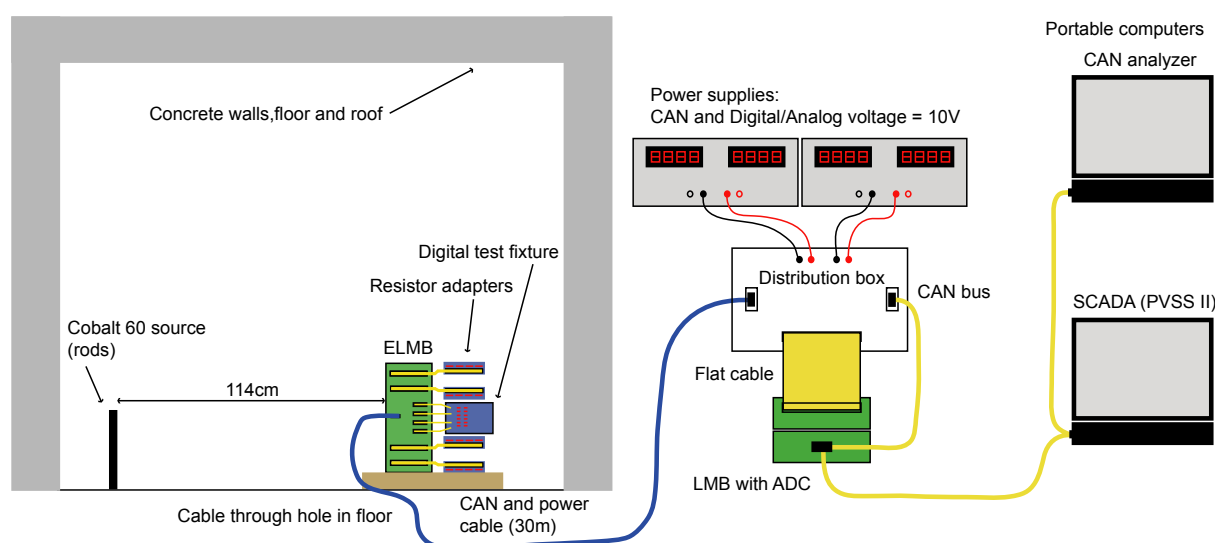 Portable computers
CAN analyzer
Power supplies:
CAN and Digital/Analog voltage = 10V
Concrete walls,floor and roof
8888
8888
8888
8888
Digital test fixture
Resistor adapters
Distribution box
CAN bus
SCADA (PVSS II)
Cobalt 60 source
(rods)
ELMB
114cm
Flat cable
LMB with ADC
Cable through hole in floor
CAN and power
cable (30m)